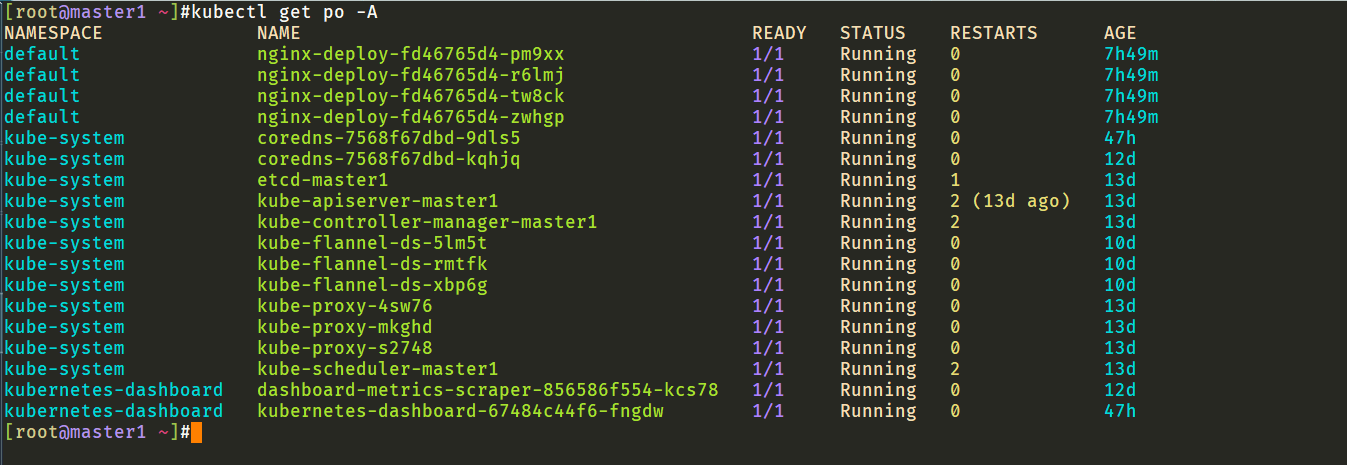 [root@master1 ~]#kubectl get po -A
NAMESPACE NAME READY STATUS RESTARTS AGE
default nginx-deploy-fd46765d4-pm9xx 1/1 Running 0 7h49m
default nginx-deploy-fd46765d4-r6lmj 1/1 Running 0 7h49m
default nginx-deploy-fd46765d4-tw8ck 1/1 Running 0 7h49m
default nginx-deploy-fd46765d4-zwhgp 1/1 Running 0 7h49m
kube-system coredns-7568f67dbd-9dls5 1/1 Running 0 47h
kube-system coredns-7568f67dbd-kqhjq 1/1 Running 0 12d
kube-system etcd-master1 1/1 Running 1 13d
kube-system kube-apiserver-master1 1/1 Running 2 (13d ago) 13d
kube-system kube-controller-manager-master1 1/1 Running 2 13d
kube-system kube-flannel-ds-5lm5t 1/1 Running 0 10d
kube-system kube-flannel-ds-rmtfk 1/1 Running 0 10d
kube-system kube-flannel-ds-xbp6g 1/1 Running 0 10d
kube-system kube-proxy-4sw76 1/1 Running 0 13d
kube-system kube-proxy-mkghd 1/1 Running 0 13d
kube-system kube-proxy-s2748 1/1 Running 0 13d
kube-system kube-scheduler-master1 1/1 Running 2 13d
kubernetes-dashboard dashboard-metrics-scraper-856586f554-kcs78 1/1 Running 0 12d
kubernetes-dashboard kubernetes-dashboard-67484c44f6-fngdw 1/1 Running 0 47h
[root@master1 ~]#